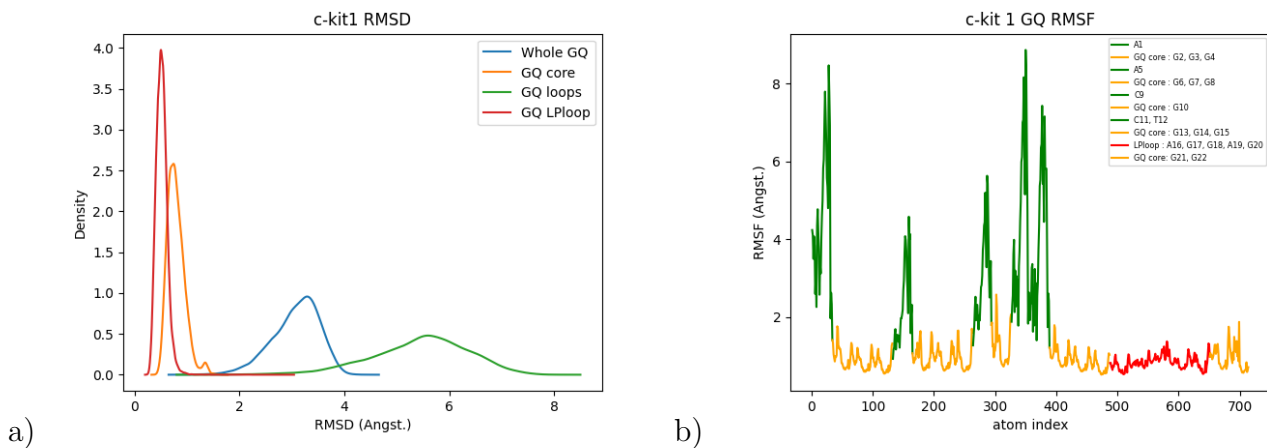 c-kit1 RMSD
4.0
3.5
3.0
2.5
2.0
1.5
1.0
0.5
0.0
Density
Whole GQ
GQ core
GQ loops
GQ LPloop
0
2
4
6
8
RMSD (Angst.)
a)
c-kit 1 GQ RMSF
8
6
4
2
RMSF (Angst.)
A1
GQ core : G2, G3, G4
A5
GQ core : G6, G7, G8
C9
GQ core : G10
C11, T12
GQ core : G13, G14, G15
LPloop : A16, G17, G18, A19, G20
GQ core: G21, G22
0
100
200
300
400
500
600
700
atom index
b)